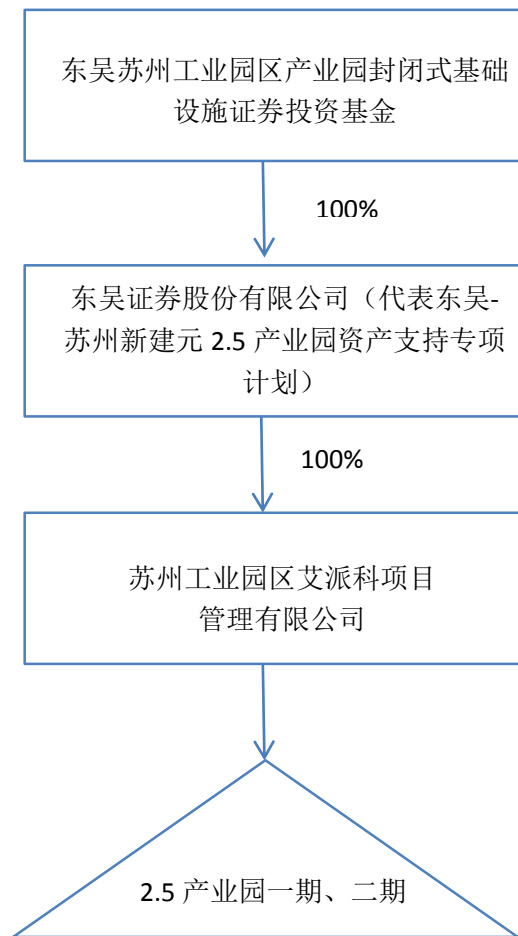 东吴苏州工业园区产业园封闭式基础
设施证券投资基金
100%
东吴证券股份有限公司（代表东吴-
苏州新建元 2.5 产业园资产支持专项
计划）
100%
苏州工业园区艾派科项目
管理有限公司
2.5 产业园一期、二期